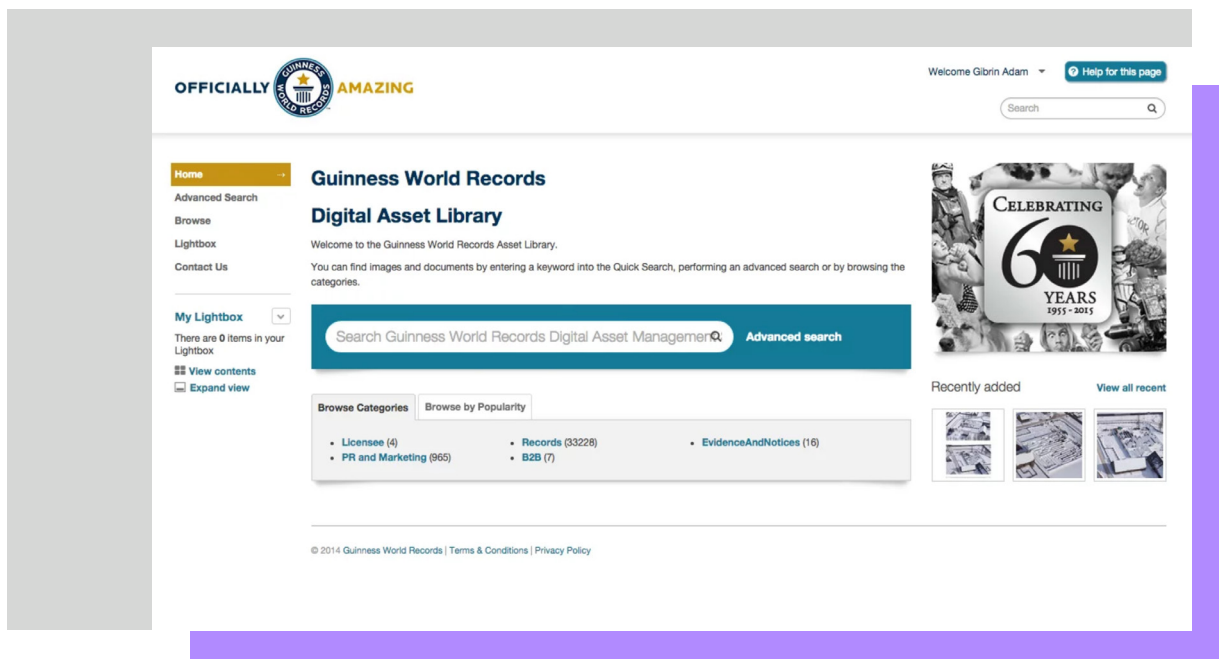 OFFICIALLY
GUINNESS
WORLD RECORDS
AMAZING
Welcome Gibrin Adam
Help for this page
Search
Home
Advanced Search
Browse
Lightbox
Contact Us
My Lightbox
There are 0 items in your
Lightbox
View contents
Expand view
Guinness World Records
Digital Asset Library
Welcome to the Guinness World Records Asset Library.
You can find images and documents by entering a keyword into the Quick Search, performing an advanced search or by browsing the
categories.
Search Guinness World Records Digital Asset Managemen
Advanced search
Browse Categories
Browse by Popularity
Licensee (4)
Records (33228)
EvidenceAndNotices (16)
PR and Marketing (965)
B2B (7)
CELEBRATING
60
YEARS
1955 - 2015
Recently added
View all recent
© 2014 Guinness World Records | Terms & Conditions | Privacy Policy